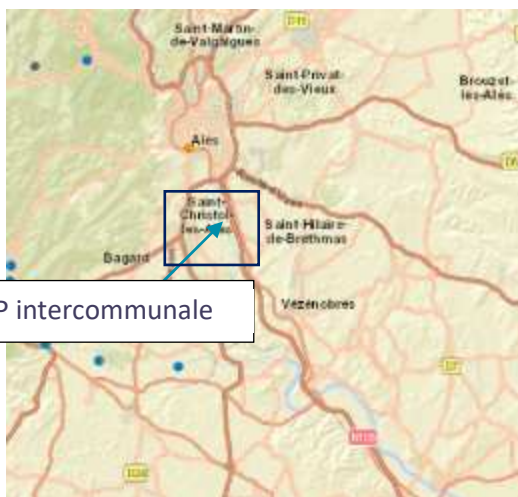 Saint-Martin-
de-Valgalgues
Saint-Privat-
des-Vieux
Brouzet-
lès-Alès
Alès
Saint-
Christol-
lès-Alès
Saint-Hilaire-
de-Brethmas
Bagard
P intercommunale
Vézénobres